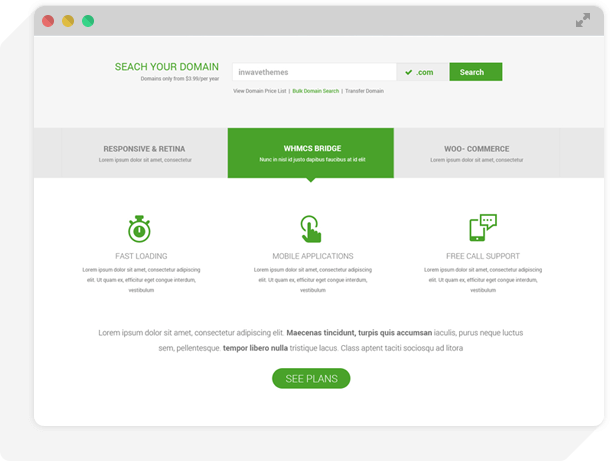 SEACH YOUR DOMAIN
Domains only from $3.99/per year
inwavethemes
.com
Search
View Domain Price List | Bulk Domain Search | Transfer Domain
RESPONSIVE & RETINA
Lorem ipsum dolor sit amet, consectetur
WHMCS BRIDGE
Nunc in nisl id justo dapibus faucibus at id elit
WOO- COMMERCE
Lorem ipsum dolor sit amet, consectetur
FAST LOADING
Lorem ipsum dolor sit amet, consectetur adipiscing
elit. Ut quam ex, efficitur eget congue interdum,
vestibulum
MOBILE APPLICATIONS
Lorem ipsum dolor sit amet, consectetur adipiscing
elit. Ut quam ex, efficitur eget congue interdum,
vestibulum
FREE CALL SUPPORT
Lorem ipsum dolor sit amet, consectetur adipiscing
elit. Ut quam ex, efficitur eget congue interdum,
vestibulum
Lorem ipsum dolor sit amet, consectetur adipiscing elit. Maecenas tincidunt, turpis quis accumsan iaculis, purus neque luctus
sem, pellentesque. tempor libero nulla tristique lacus. Class aptent taciti sociosqu ad litora
SEE PLANS